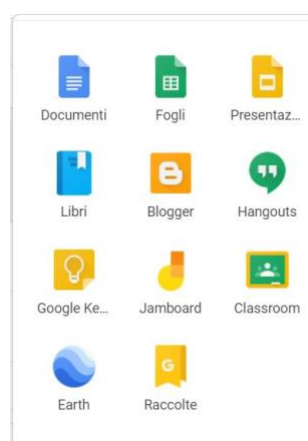 Documenti Fogli Presentaz...
Libri Blogger Hangouts
Google Ke... Jamboard Classroom
G
Earth Raccolte